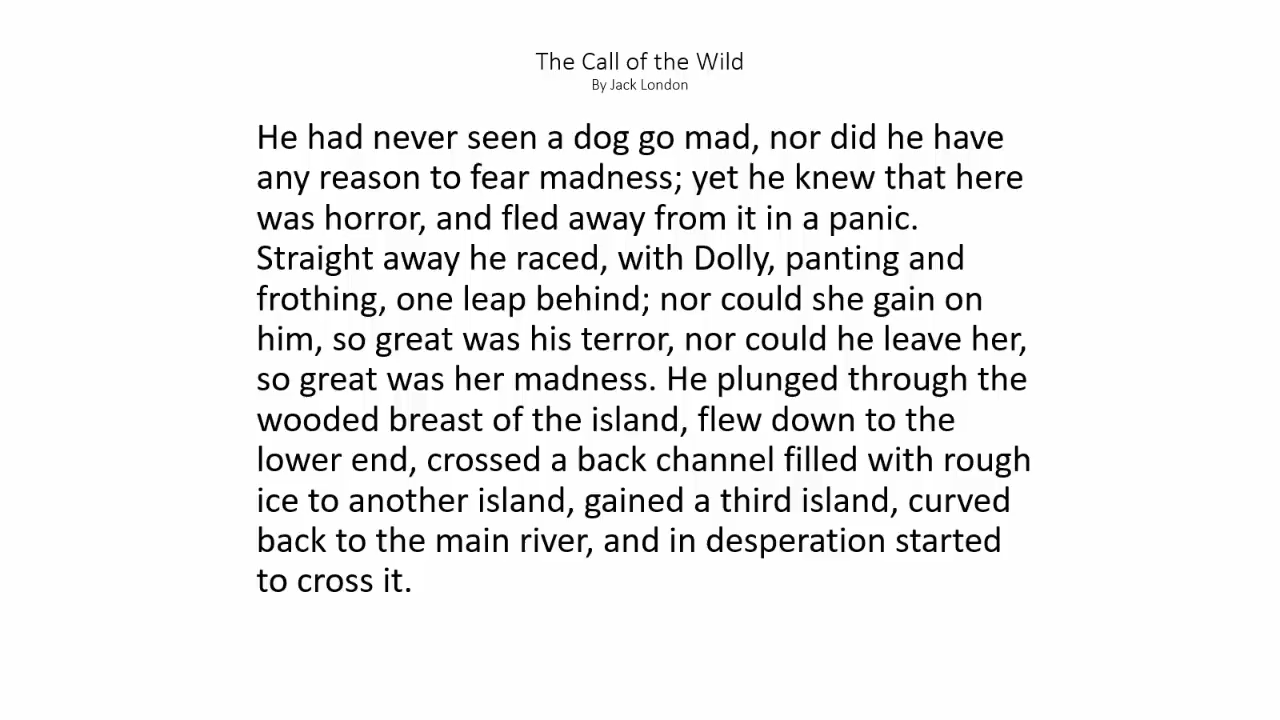 The Call of the Wild
By Jack London
He had never seen a dog go mad, nor did he have
any reason to fear madness; yet he knew that here
was horror, and fled away from it in a panic.
Straight away he raced, with Dolly, panting and
frothing, one leap behind; nor could she gain on
him, so great was his terror, nor could he leave her,
so great was her madness. He plunged through the
wooded breast of the island, flew down to the
lower end, crossed a back channel filled with rough
ice to another island, gained a third island, curved
back to the main river, and in desperation started
to cross it.